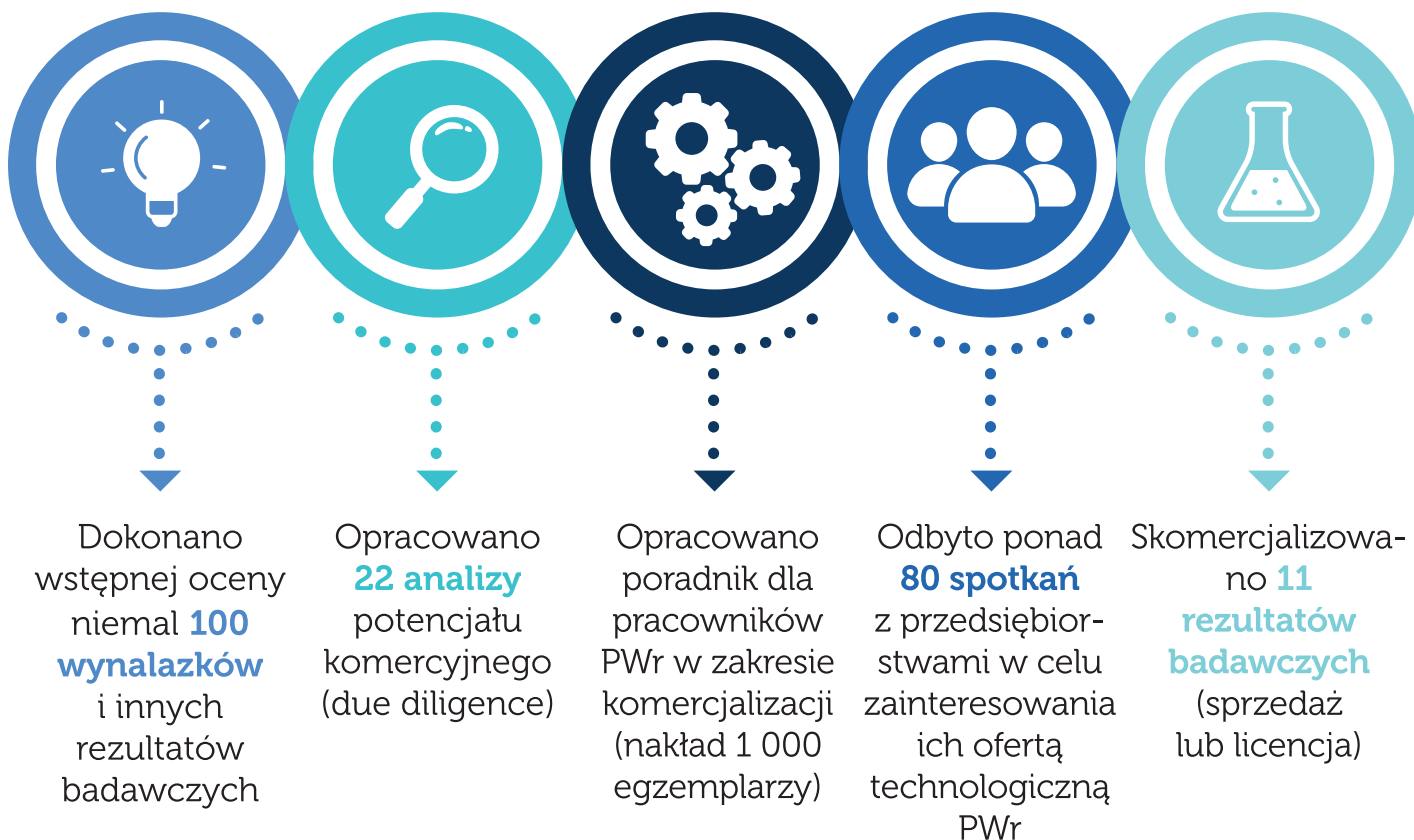 Dokonano
wstępnej oceny
niemal 100
wynalazków
i innych
rezultatów
badawczych
Opracowano
22 analizy
potencjału
komercyjnego
(due diligence)
Opracowano
poradnik dla
pracowników
PWr w zakresie
komercjalizacji
(nakład 1 000
egzemplarzy)
Odbyto ponad
80 spotkań
z przedsiębior-
stwami w celu
zainteresowania
ich ofertą
technologiczną
PWr
Skomercjalizowa-
no 11
rezultatów
badawczych
(sprzedaż
lub licencja)